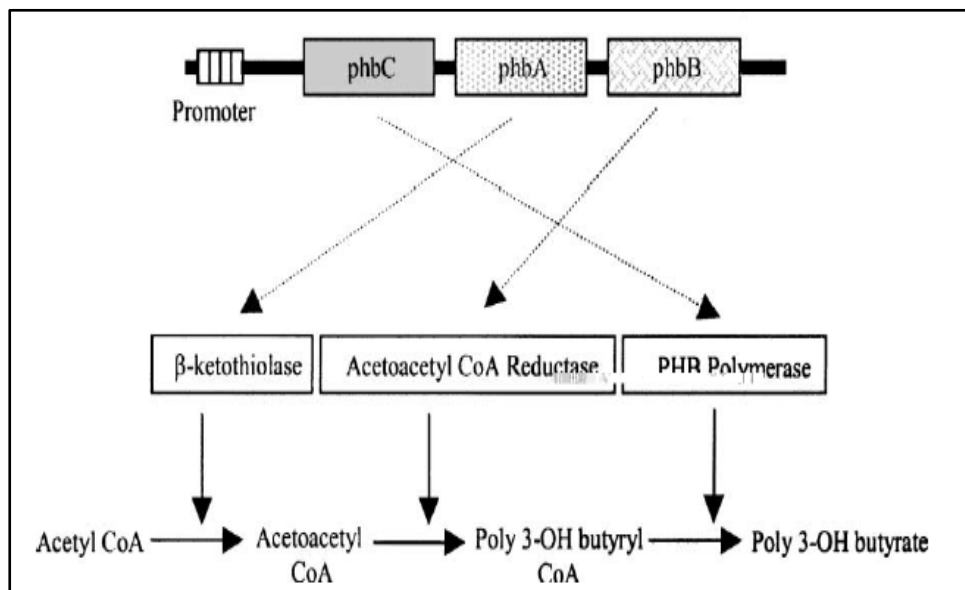 phbC
phbA
phbB
Promoter
β-ketothiolase
Acetoacetyl CoA Reductase
PHB Polymerase
Acetyl CoA
Acetoacetyl
CoA
Poly 3-OH butyryl
CoA
Poly 3-OH butyrate